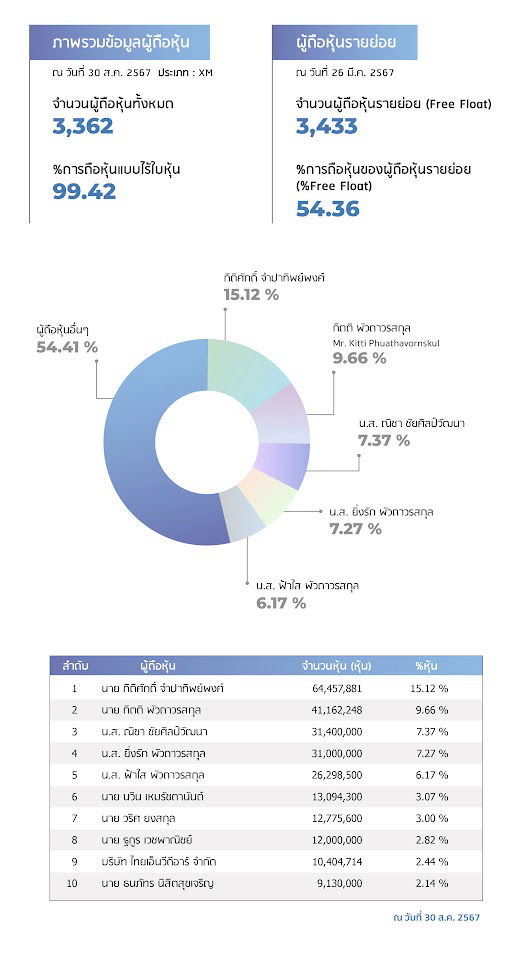 ภาพรวมข้อมูลผู้ถือหุ้น
ณ วันที่ 30 ส.ค. 2567 ประเภท : XM
จำนวนผู้ถือหุ้นทั้งหมด
3,362
%การถือหุ้นแบบไร้ใบหุ้น
99.42
ผู้ถือหุ้นรายย่อย
ณ วันที่ 26 มี.ค. 2567
จำนวนผู้ถือหุ้นรายย่อย (Free Float)
3,433
%การถือหุ้นของผู้ถือหุ้นรายย่อย
(%Free Float)
54.36
กิติศักดิ์ จำปาทิพย์พงศ์
15.12 %
ผู้ถือหุ้นอื่นๆ
54.41 %
กิตติ พัวถาวรสกุล
Mr. Kitti Phuathavornskul
9.66 %
น.ส. ณิชา ชัยศิลป์วัฒนา
7.37 %
น.ส. ยิ่งรัก พัวถาวรสกุล
7.27 %
น.ส. ฟ้าใส พัวถาวรสกุล
6.17 %
ลำดับ ผู้ถือหุ้น จำนวนหุ้น (หุ้น) %หุ้น
1 นาย กิติศักดิ์ จำปาทิพย์พงศ์ 64,457,881 15.12 %
2 นาย กิตติ พัวถาวรสกุล 41,162,248 9.66 %
3 น.ส. ณิชา ชัยศิลป์วัฒนา 31,400,000 7.37 %
4 น.ส. ยิ่งรัก พัวถาวรสกุล 31,000,000 7.27 %
5 น.ส. ฟ้าใส พัวถาวรสกุล 26,298,500 6.17 %
6 นาย นวิน เหมรัชตานันต์ 13,094,300 3.07 %
7 นาย วริศ ยงสกุล 12,775,600 3.00 %
8 นาย ฐกูร เวชพาณิชย์ 12,000,000 2.82 %
9 บริษัท ไทยเอ็นวีดีอาร์ จำกัด 10,404,714 2.44 %
10 นาย ธนภัทร นิสิตสุขเจริญ 9,130,000 2.14 %
ณ วันที่ 30 ส.ค. 2567